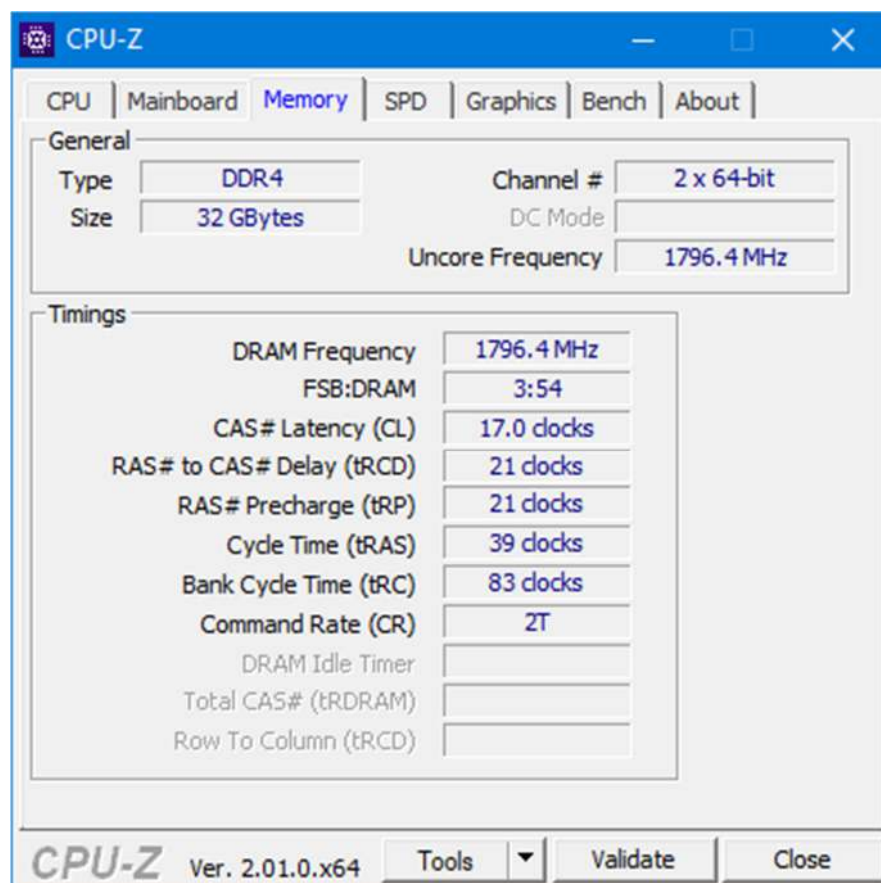 CPU-Z
CPU Mainboard Memory SPD Graphics Bench About
General
Type DDR4 Channel # 2 x 64-bit
Size 32 GBytes DC Mode
Uncore Frequency 1796.4 MHz
Timings
DRAM Frequency 1796.4 MHz
FSB:DRAM 3:54
CAS# Latency (CL) 17.0 clocks
RAS# to CAS# Delay (tRCD) 21 clocks
RAS# Precharge (tRP) 21 clocks
Cycle Time (tRAS) 39 clocks
Bank Cycle Time (tRC) 83 clocks
Command Rate (CR) 2T
DRAM Idle Timer
Total CAS# (tRDRAM)
Row To Column (tRCD)
CPU-Z Ver. 2.01.0.x64 Tools Validate Close